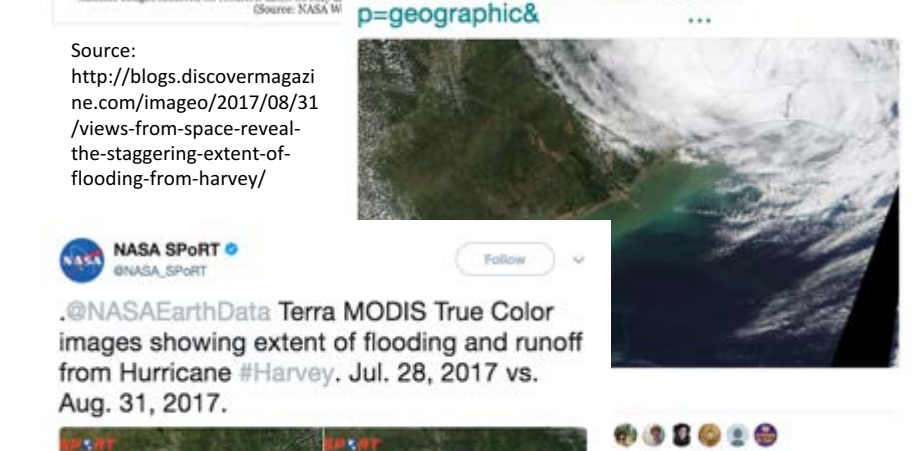 (Source: NASA W
p=geographic& ...
Source:
http://blogs.discovermagazi
ne.com/imageo/2017/08/31
/views-from-space-reveal-
the-staggering-extent-of-
flooding-from-harvey/
NASA SPoRT
@NASA_SPoRT
Follow
.@NASAEarthData Terra MODIS True Color
images showing extent of flooding and runoff
from Hurricane #Harvey. Jul. 28, 2017 vs.
Aug. 31, 2017.
SPoRT SPoRT